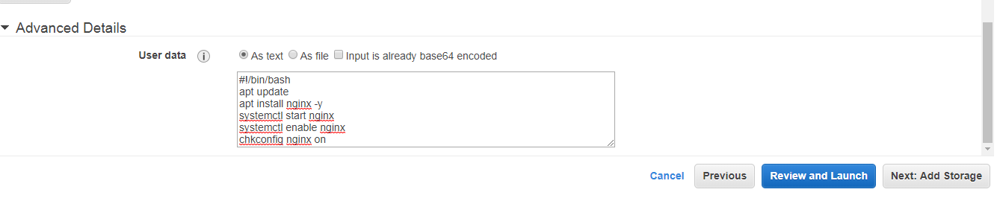 Advanced Details
User data i As text As file Input is already base64 encoded
#!/bin/bash
apt update
apt install nginx -y
systemctl start nginx
systemctl enable nginx
chkconfig nginx on
Cancel Previous Review and Launch Next: Add Storage